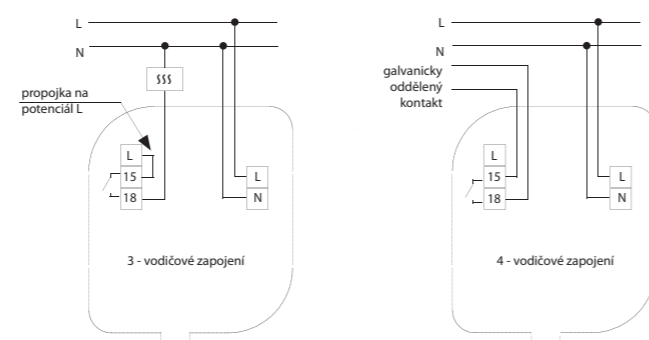 L
N
§§§
propojka na
potenciál L
L
15
18
L
N
3 - vodičové zapojení
L
N
galvanicky
oddělený
kontakt
L
15
18
L
N
4 - vodičové zapojení